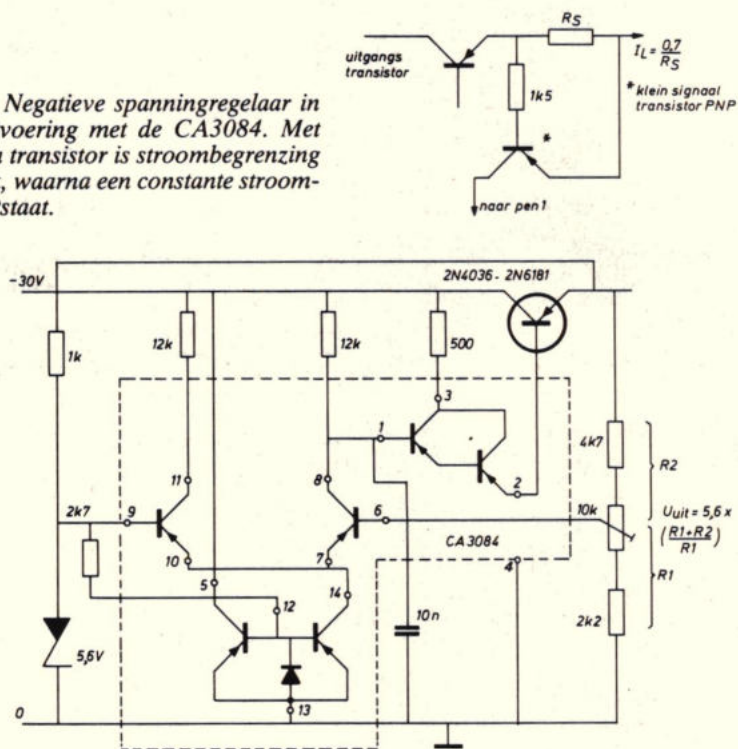 Negatieve spanningregelaar in
voering met de CA3084. Met
transistor is stroombegrenzing
, waarna een constante stroom-
staat.
uitgangs
transistor
RS
IL = 0,7
RS
1k5
* klein signaal
transistor PNP
*
naar pen 1
-30V
2N4036 - 2N6181
1k
12k
12k
500
3
1
4k7
R2
2
11
8
2k7
9
6
10k
Uuit = 5,6 x
(R1+R2
R1)
CA3084
10
7
4
R1
5
14
12
10n
2k2
5,6V
13
0